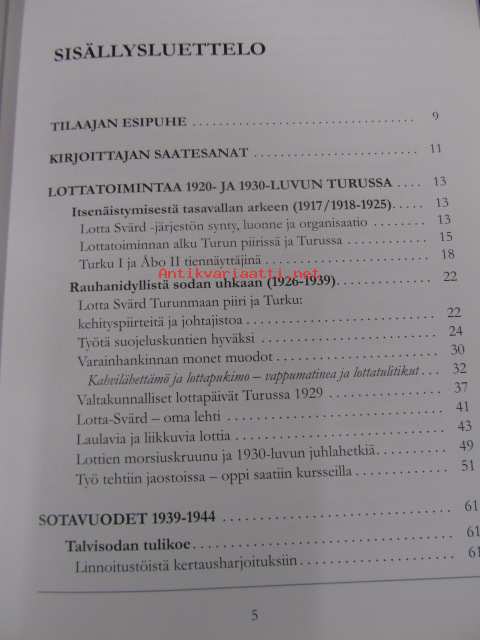 SISÄLLYSLUETTELO
TILAAJAN ESIPUHE ................................. 9
KIRJOITTAJAN SAATESANAT ......................... 11
LOTTATOIMINTAA 1920- JA 1930-LUVUN TURUSSA .... 13
Itsenäistymisestä tasavallan arkeen (1917/1918-1925)..... 13
Lotta Svärd -järjestön synty, luonne ja organisaatio .......... 13
Lottatoiminnan alku Turun piirissä ja Turussa .............. 15
Turku I ja Åbo II tiennäyttäjinä ......................... 18
Antikvariaatti.net
Rauhanidyllistä sodan uhkaan (1926-1939).............. 22
Lotta Svärd Turunmaan piiri ja Turku:
kehityspiirteitä ja johtajistoa ............................ 22
Työtä suojeluskuntien hyväksi .......................... 24
Varainhankinnan monet muodot ........................ 30
Kahvilähettämö ja lottapukimo – vappumatinea ja lottatulitikut ... 32
Valtakunnalliset lottapäivät Turussa 1929 ................. 37
Lotta-Svärd – oma lehti ................................ 41
Laulavia ja liikkuvia lottia ............................. 43
Lottien morsiuskruunu ja 1930-luvun juhlahetkiä............ 49
Työ tehtiin jaostoissa – oppi saatiin kursseilla ............. 51
SOTAVUODET 1939-1944 ............................... 61
Talvisodan tulikoe..................................... 61
Linnoitustöistä kertausharjoituksiin....................... 61
5